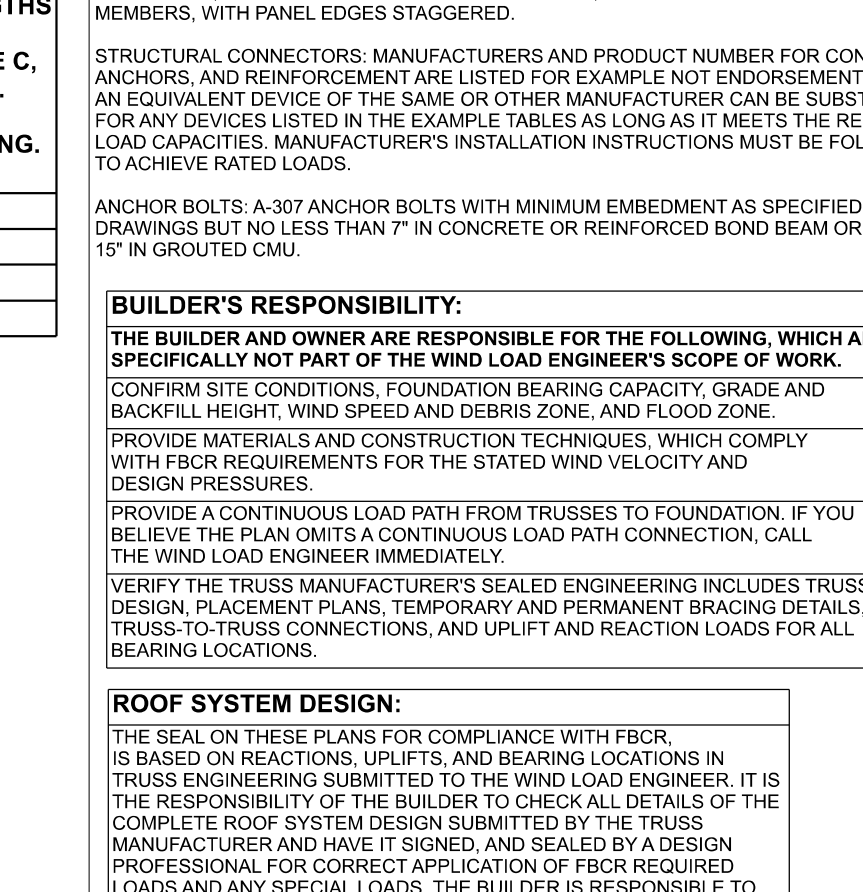 THS
E C,
NG.
MEMBERS, WITH PANEL EDGES STAGGERED.
STRUCTURAL CONNECTORS: MANUFACTURERS AND PRODUCT NUMBER FOR CON
ANCHORS, AND REINFORCEMENT ARE LISTED FOR EXAMPLE NOT ENDORSEMENT
AN EQUIVALENT DEVICE OF THE SAME OR OTHER MANUFACTURER CAN BE SUBST
FOR ANY DEVICES LISTED IN THE EXAMPLE TABLES AS LONG AS IT MEETS THE RE
LOAD CAPACITIES. MANUFACTURER'S INSTALLATION INSTRUCTIONS MUST BE FOL
TO ACHIEVE RATED LOADS.
ANCHOR BOLTS: A-307 ANCHOR BOLTS WITH MINIMUM EMBEDMENT AS SPECIFIED
DRAWINGS BUT NO LESS THAN 7" IN CONCRETE OR REINFORCED BOND BEAM OR
15" IN GROUTED CMU.
BUILDER'S RESPONSIBILITY:
THE BUILDER AND OWNER ARE RESPONSIBLE FOR THE FOLLOWING, WHICH A
SPECIFICALLY NOT PART OF THE WIND LOAD ENGINEER'S SCOPE OF WORK.
CONFIRM SITE CONDITIONS, FOUNDATION BEARING CAPACITY, GRADE AND
BACKFILL HEIGHT, WIND SPEED AND DEBRIS ZONE, AND FLOOD ZONE.
PROVIDE MATERIALS AND CONSTRUCTION TECHNIQUES, WHICH COMPLY
WITH FBCR REQUIREMENTS FOR THE STATED WIND VELOCITY AND
DESIGN PRESSURES.
PROVIDE A CONTINUOUS LOAD PATH FROM TRUSSES TO FOUNDATION. IF YOU
BELIEVE THE PLAN OMITS A CONTINUOUS LOAD PATH CONNECTION, CALL
THE WIND LOAD ENGINEER IMMEDIATELY.
VERIFY THE TRUSS MANUFACTURER'S SEALED ENGINEERING INCLUDES TRUSS
DESIGN, PLACEMENT PLANS, TEMPORARY AND PERMANENT BRACING DETAILS,
TRUSS-TO-TRUSS CONNECTIONS, AND UPLIFT AND REACTION LOADS FOR ALL
BEARING LOCATIONS.
ROOF SYSTEM DESIGN:
THE SEAL ON THESE PLANS FOR COMPLIANCE WITH FBCR,
IS BASED ON REACTIONS, UPLIFTS, AND BEARING LOCATIONS IN
TRUSS ENGINEERING SUBMITTED TO THE WIND LOAD ENGINEER. IT IS
THE RESPONSIBILITY OF THE BUILDER TO CHECK ALL DETAILS OF THE
COMPLETE ROOF SYSTEM DESIGN SUBMITTED BY THE TRUSS
MANUFACTURER AND HAVE IT SIGNED, AND SEALED BY A DESIGN
PROFESSIONAL FOR CORRECT APPLICATION OF FBCR REQUIRED
LOADS AND ANY SPECIAL LOADS. THE BUILDER IS RESPONSIBLE TO